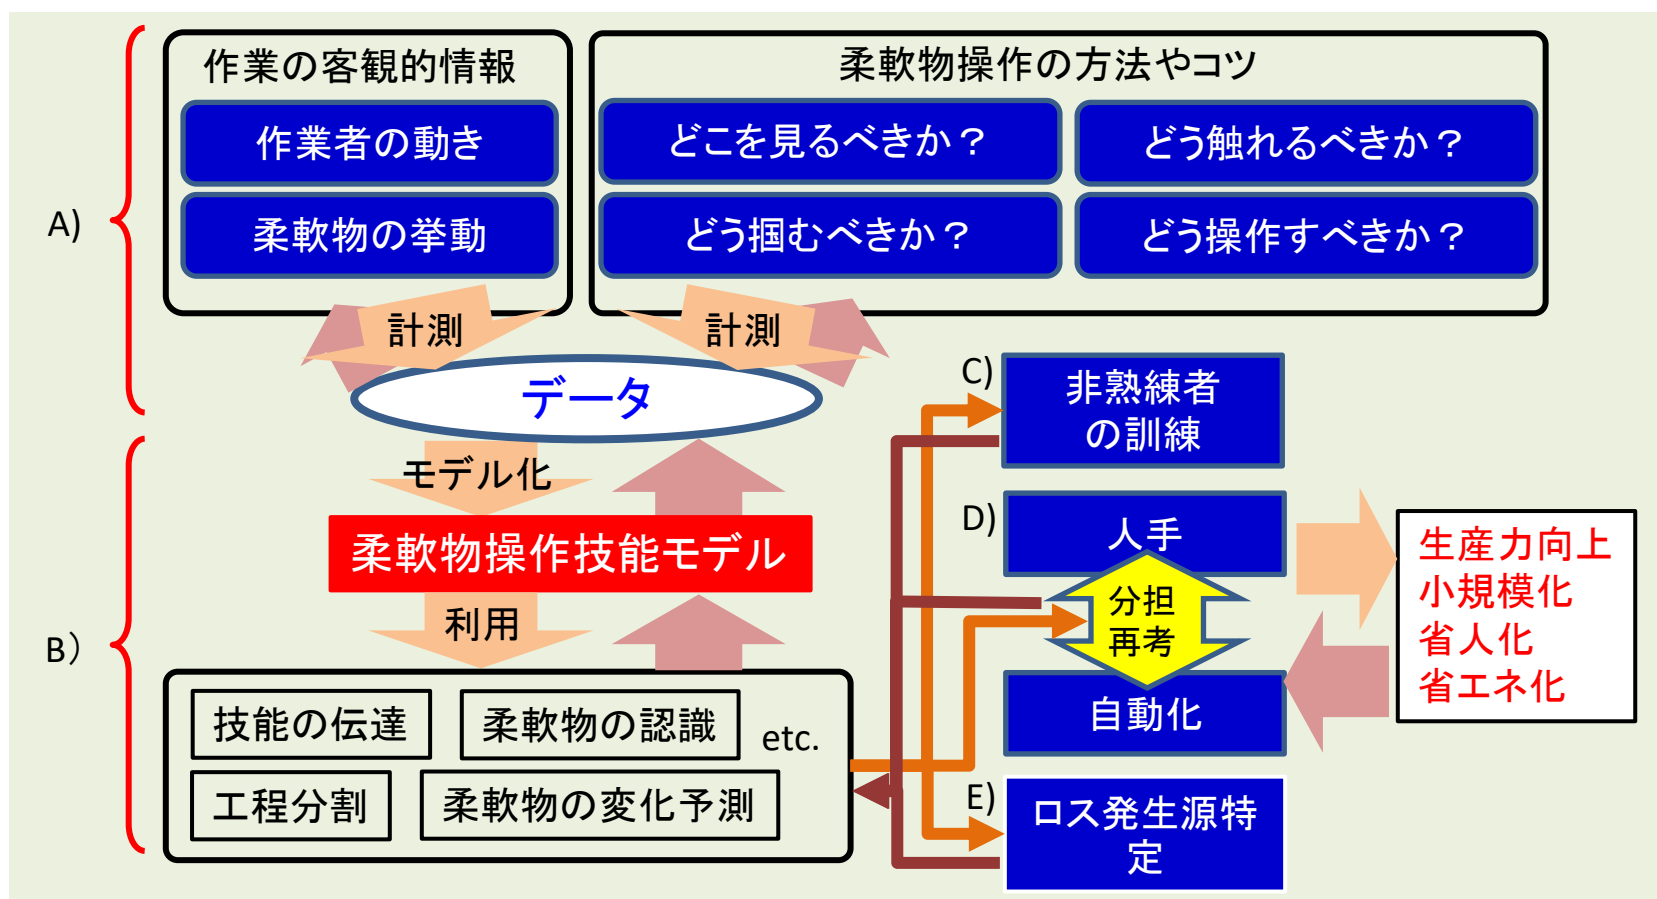 A)
作業の客観的情報
作業者の動き
柔軟物の挙動
柔軟物操作の方法やコツ
どこを見るべきか？
どう触れるべきか？
どう掴むべきか？
どう操作すべきか？
計測
計測
データ
B）
モデル化
柔軟物操作技能モデル
利用
技能の伝達
柔軟物の認識
etc.
工程分割
柔軟物の変化予測
C)
非熟練者
の訓練
D)
人手
分担
再考
自動化
E)
ロス発生源特
定
生産力向上
小規模化
省人化
省エネ化